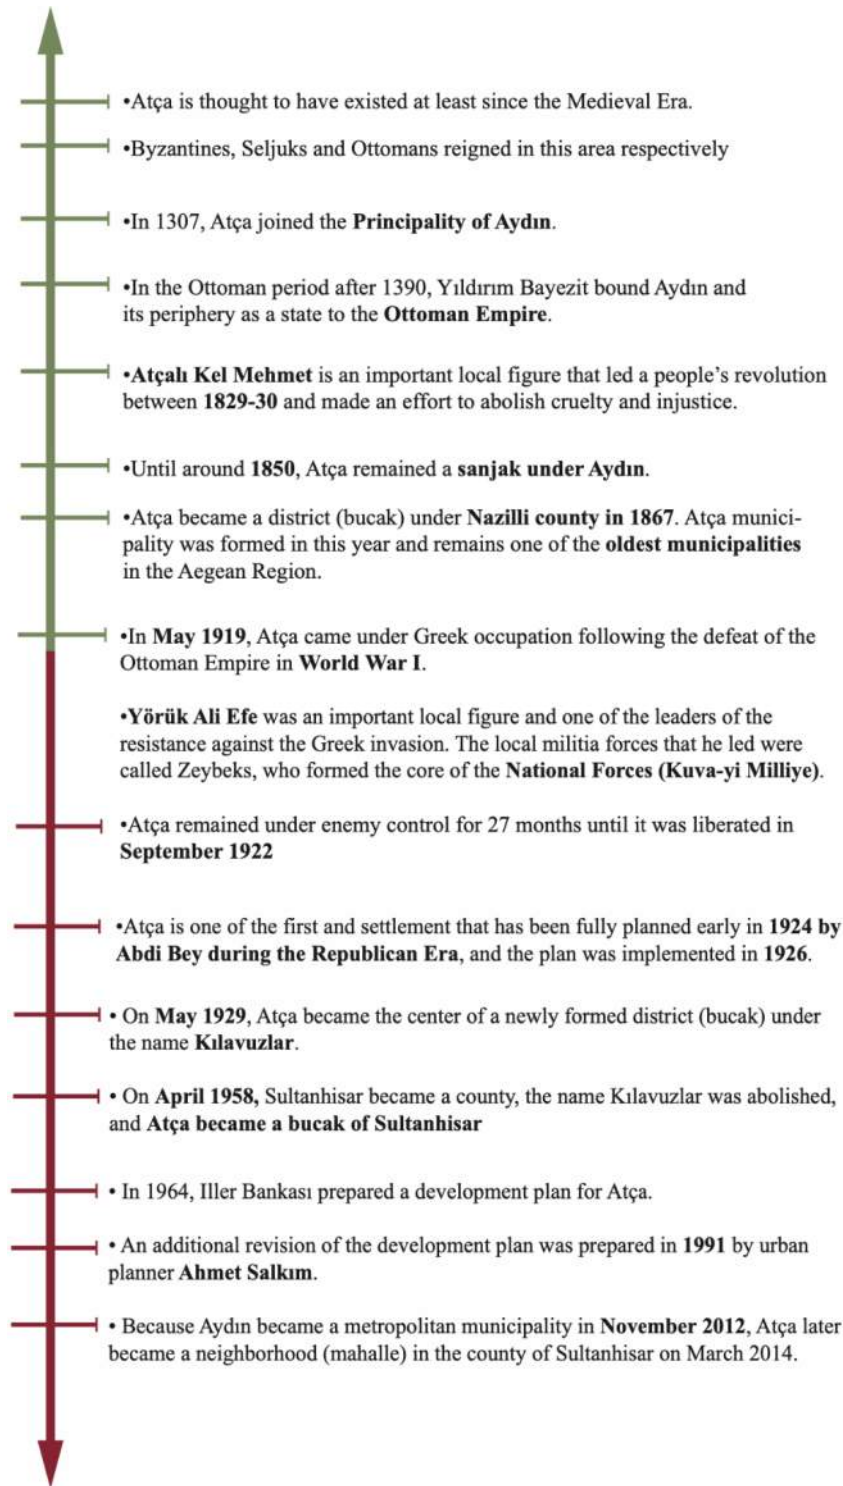 •Atça is thought to have existed at least since the Medieval Era.
•Byzantines, Seljuks and Ottomans reigned in this area respectively
•In 1307, Atça joined the Principality of Aydın.
•In the Ottoman period after 1390, Yıldırım Bayezit bound Aydın and
its periphery as a state to the Ottoman Empire.
•Atçalı Kel Mehmet is an important local figure that led a people’s revolution
between 1829-30 and made an effort to abolish cruelty and injustice.
•Until around 1850, Atça remained a sanjak under Aydın.
•Atça became a district (bucak) under Nazilli county in 1867. Atça munici-
pality was formed in this year and remains one of the oldest municipalities
in the Aegean Region.
•In May 1919, Atça came under Greek occupation following the defeat of the
Ottoman Empire in World War I.
•Yörük Ali Efe was an important local figure and one of the leaders of the
resistance against the Greek invasion. The local militia forces that he led were
called Zeybeks, who formed the core of the National Forces (Kuva-yi Milliye).
•Atça remained under enemy control for 27 months until it was liberated in
September 1922
•Atça is one of the first and settlement that has been fully planned early in 1924 by
Abdi Bey during the Republican Era, and the plan was implemented in 1926.
• On May 1929, Atça became the center of a newly formed district (bucak) under
the name Kılavuzlar.
• On April 1958, Sultanhisar became a county, the name Kılavuzlar was abolished,
and Atça became a bucak of Sultanhisar
• In 1964, Iller Bankası prepared a development plan for Atça.
• An additional revision of the development plan was prepared in 1991 by urban
planner Ahmet Salkım.
• Because Aydın became a metropolitan municipality in November 2012, Atça later
became a neighborhood (mahalle) in the county of Sultanhisar on March 2014.